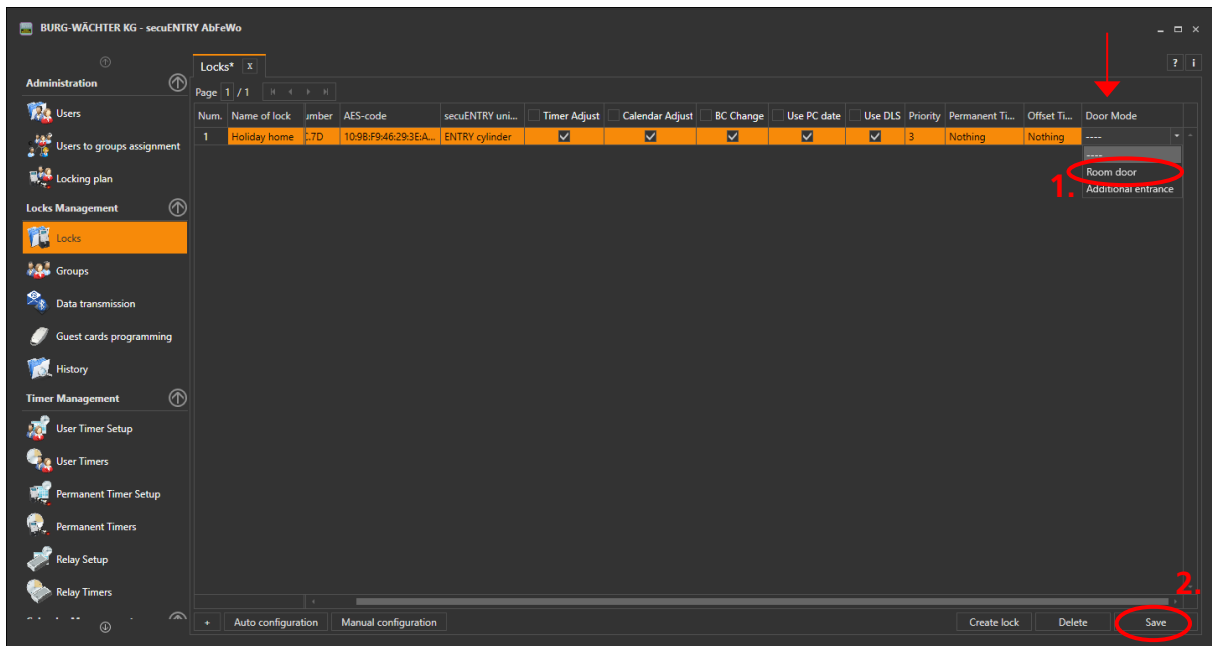 BURG-WÄCHTER KG - secuENTRY AbFeWo
Locks* X
? i
Administration
Page 1 / 1
Num. Name of lock umber AES-code secuENTRY uni... Timer Adjust Calendar Adjust BC Change Use PC date Use DLS Priority Permanent Ti... Offset Ti... Door Mode
1 Holiday home :.7D 10:9B:F9:46:29:3E:A... ENTRY cylinder 3 Nothing Nothing ----
----
Room door
1.
Additional entrance
Users
Users to groups assignment
Locking plan
Locks Management
Locks
Groups
Data transmission
Guest cards programming
History
Timer Management
User Timer Setup
User Timers
Permanent Timer Setup
Permanent Timers
Relay Setup
Relay Timers
2.
+ Auto configuration Manual configuration Create lock Delete Save